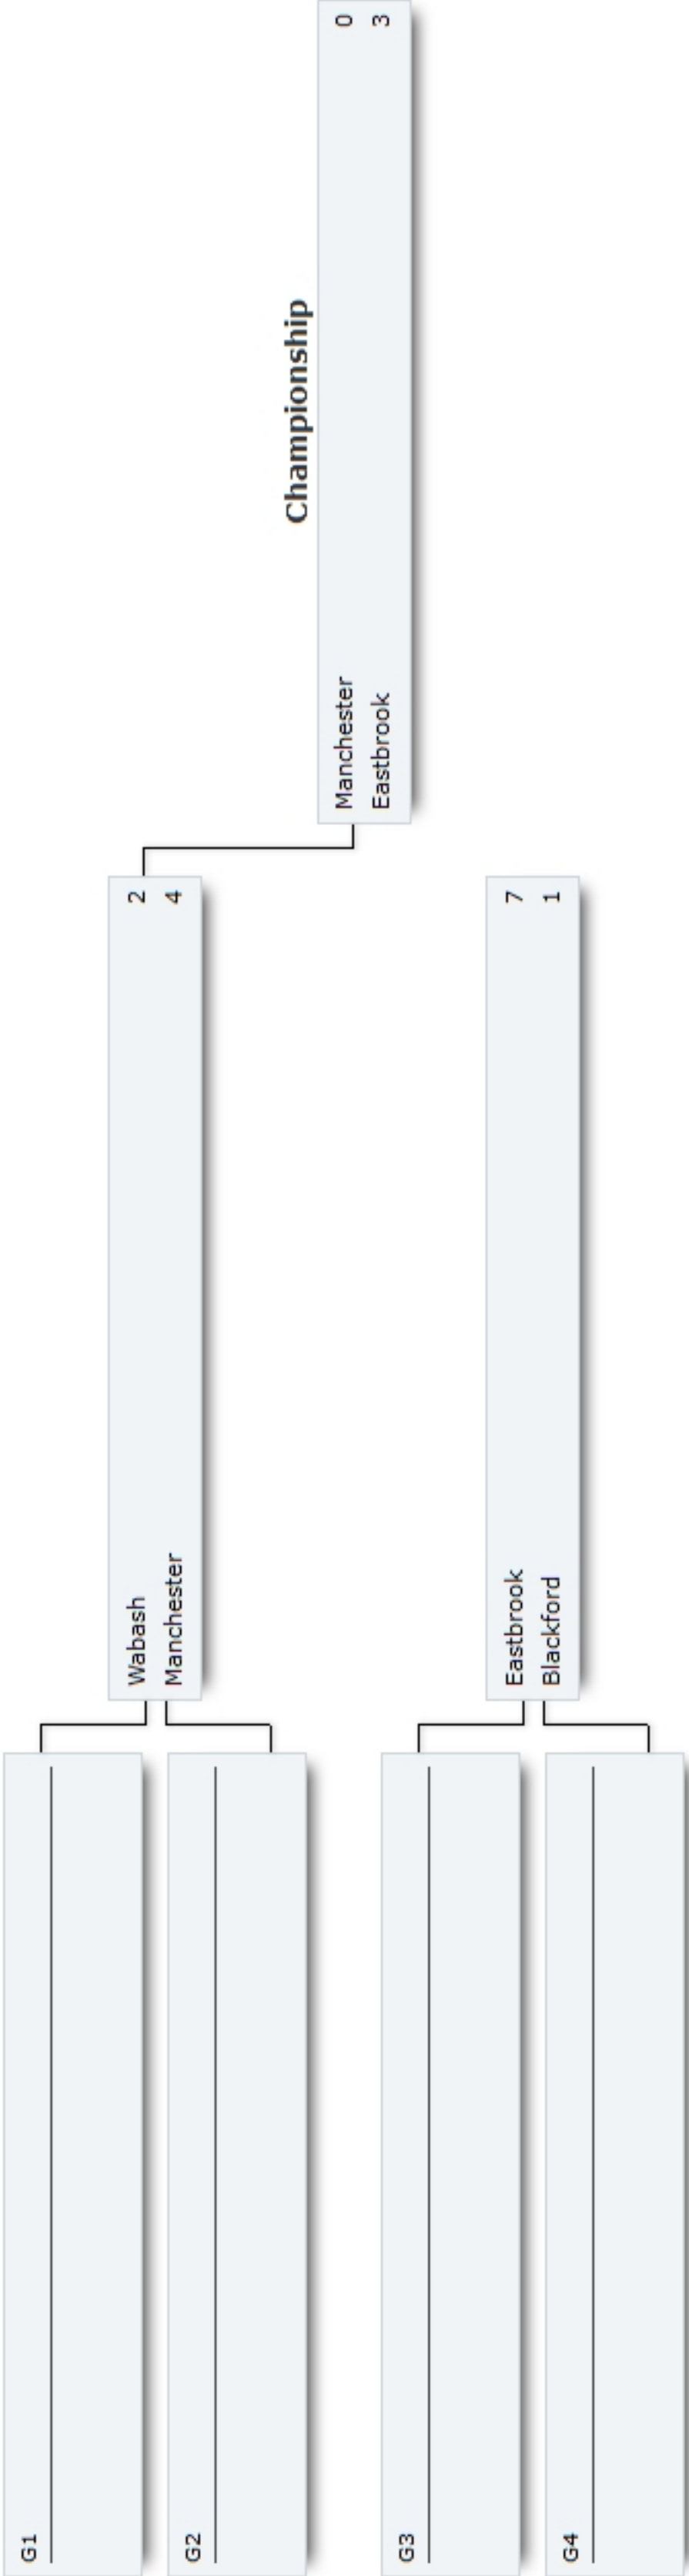 G1
G2
G3
G4
Wabash 2
Manchester 4
Eastbrook 7
Blackford 1
Championship
Manchester 0
Eastbrook 3